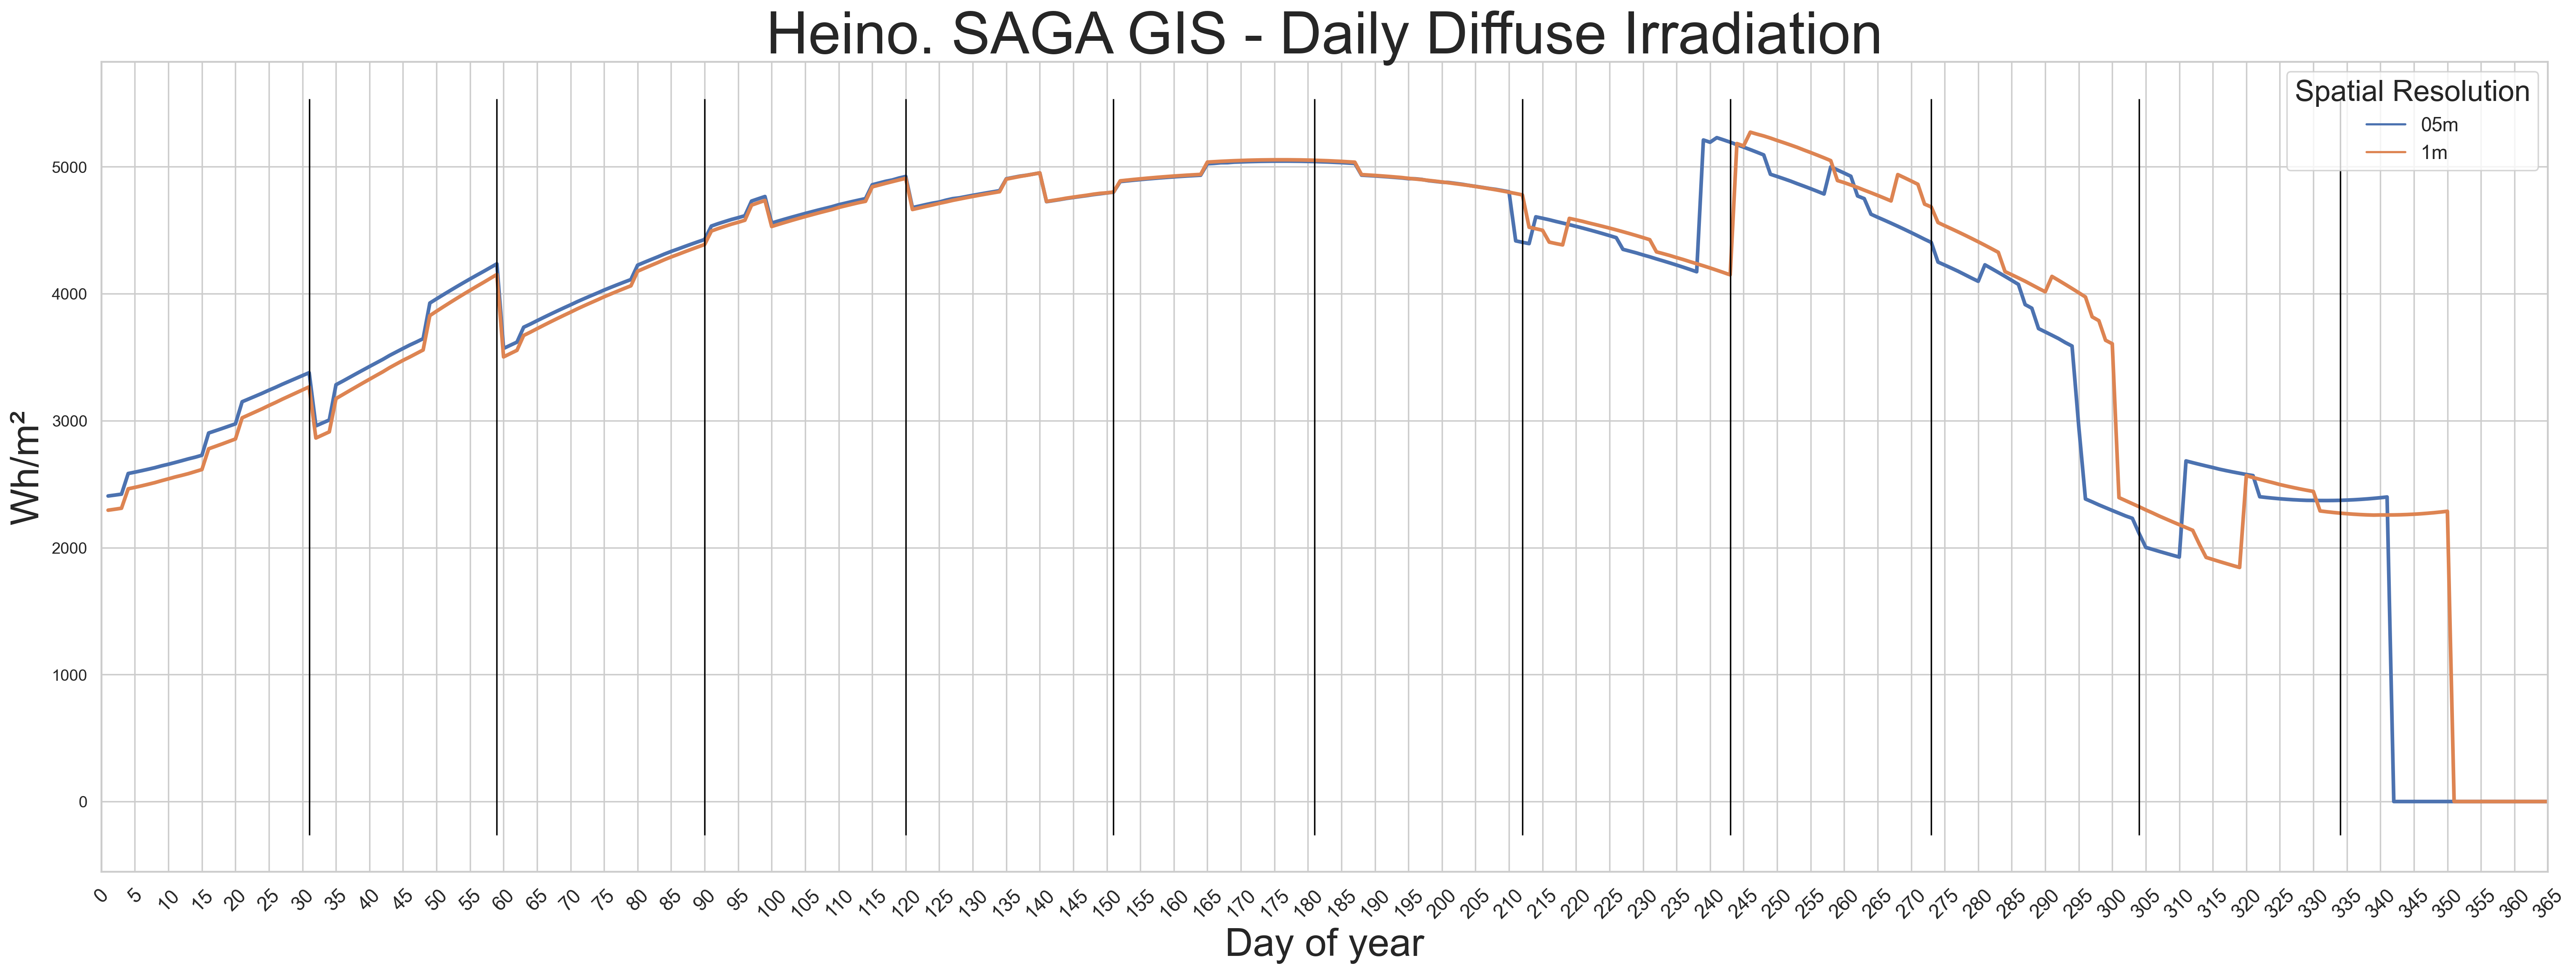 Heino. SAGA GIS - Daily Diffuse Irradiation
Spatial Resolution
05m
1m
Wh/m²
5000
4000
3000
2000
1000
0
0 5 10 15 20 25 30 35 40 45 50 55 60 65 70 75 80 85 90 95 100 105 110 115 120 125 130 135 140 145 150 155 160 165 170 175 180 185 190 195 200 205 210 215 220 225 230 235 240 245 250 255 260 265 270 275 280 285 290 295 300 305 310 315 320 325 330 335 340 345 350 355 360 365
Day of year